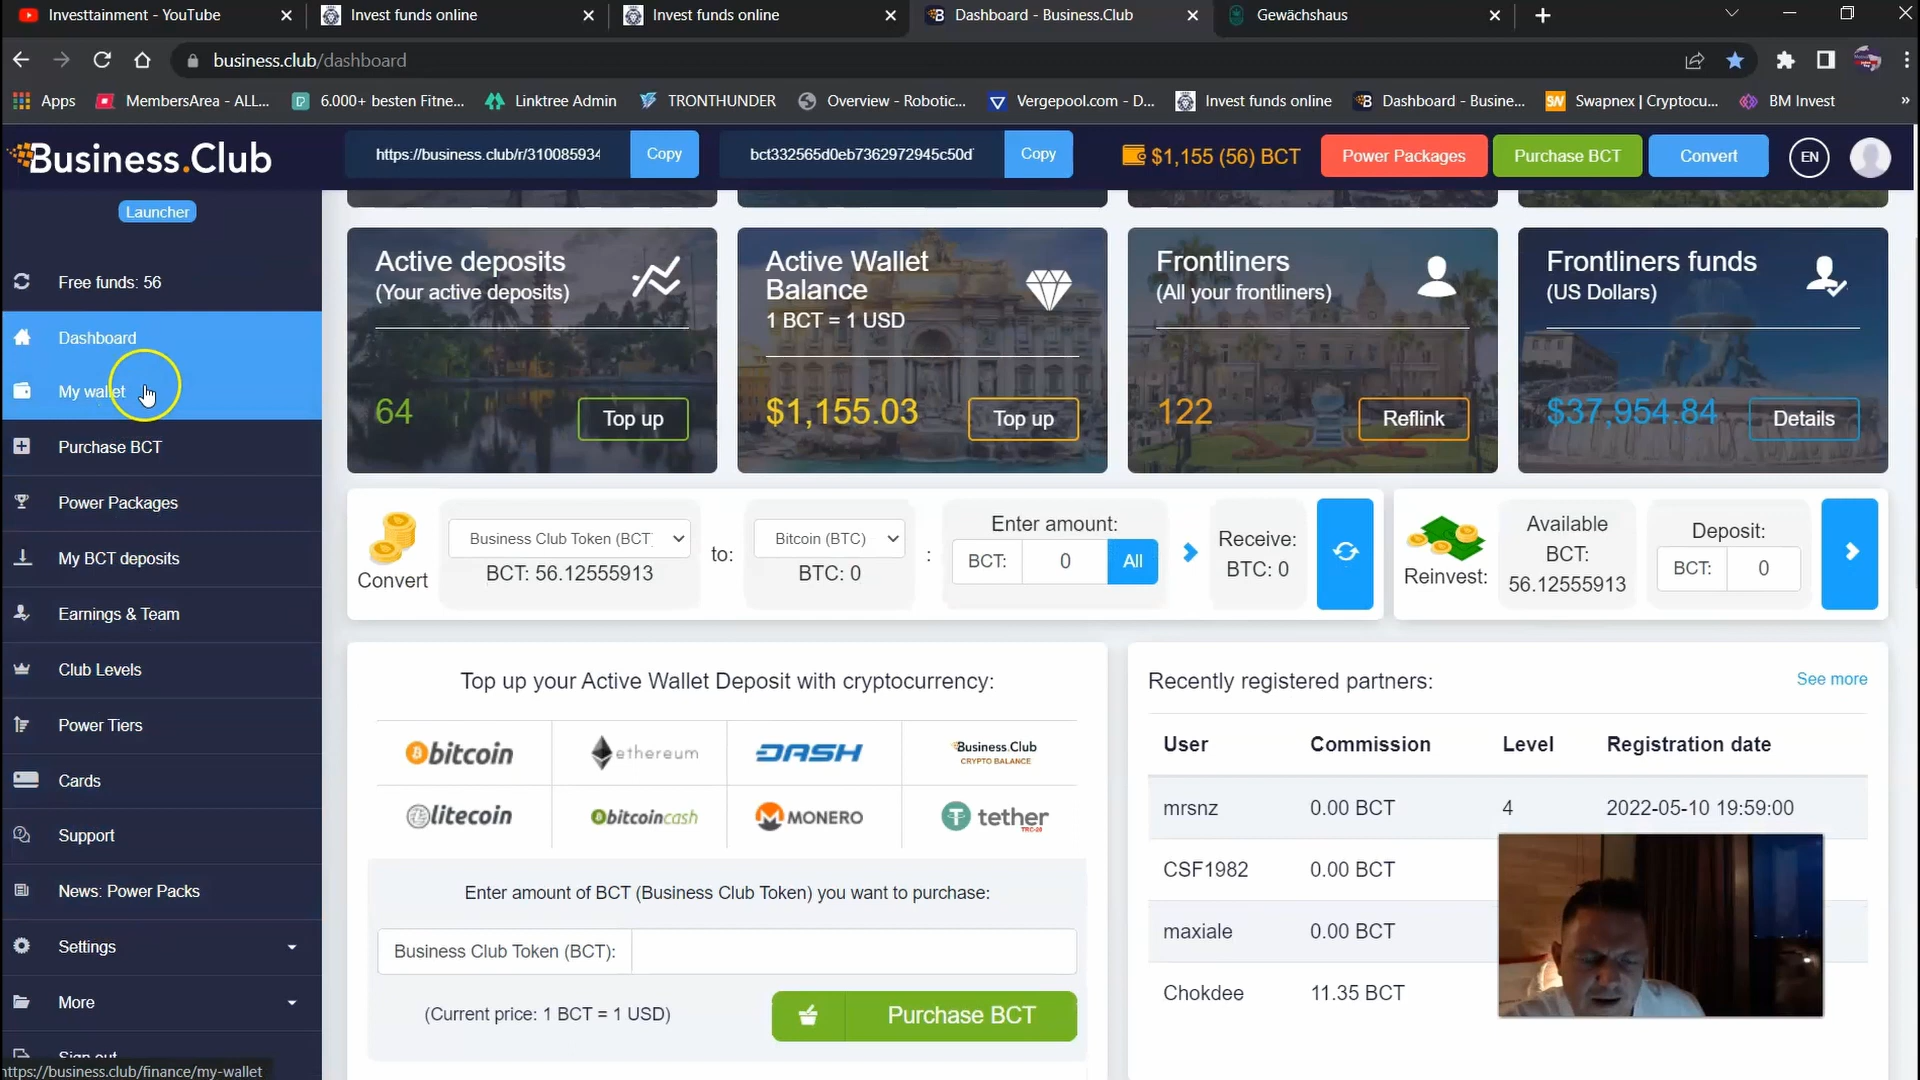 Investtainment - YouTube
Invest funds online
Invest funds online
Dashboard - Business.Club
Gewächshaus
business.club/dashboard
Apps
MembersArea - ALL...
6.000+ besten Fitne...
Linktree Admin
TRONTHUNDER
Overview - Robotic...
Vergepool.com - D...
Invest funds online
Dashboard - Busine...
Swapnex | Cryptocu...
BM Invest
»
Business.Club
https://business.club/r/310085934
Copy
bct332565d0eb7362972945c50d
Copy
$1,155 (56) BCT
Power Packages
Purchase BCT
Convert
EN
Launcher
Free funds: 56
Dashboard
My wallet
Purchase BCT
Power Packages
My BCT deposits
Earnings & Team
Club Levels
Power Tiers
Cards
Support
News: Power Packs
Settings
More
Sign out
https://business.club/finance/my-wallet
Active deposits
(Your active deposits)
64
Top up
Active Wallet
Balance
1 BCT = 1 USD
$1,155.03
Top up
Frontliners
(All your frontliners)
122
Reflink
Frontliners funds
(US Dollars)
$37,954.84
Details
Convert
Business Club Token (BCT)
BCT: 56.12555913
to:
Bitcoin (BTC)
BTC: 0
:
Enter amount:
BCT:
0
All
Receive:
BTC: 0
Reinvest:
Available
BCT:
56.12555913
Deposit:
BCT:
0
Top up your Active Wallet Deposit with cryptocurrency:
bitcoin
ethereum
DASH
Business.Club
CRYPTO BALANCE
litecoin
bitcoincash
MONERO
tether
TRC-20
Enter amount of BCT (Business Club Token) you want to purchase:
Business Club Token (BCT):
(Current price: 1 BCT = 1 USD)
Purchase BCT
Recently registered partners:
See more
User
Commission
Level
Registration date
mrsnz
0.00 BCT
4
2022-05-10 19:59:00
CSF1982
0.00 BCT
maxiale
0.00 BCT
Chokdee
11.35 BCT